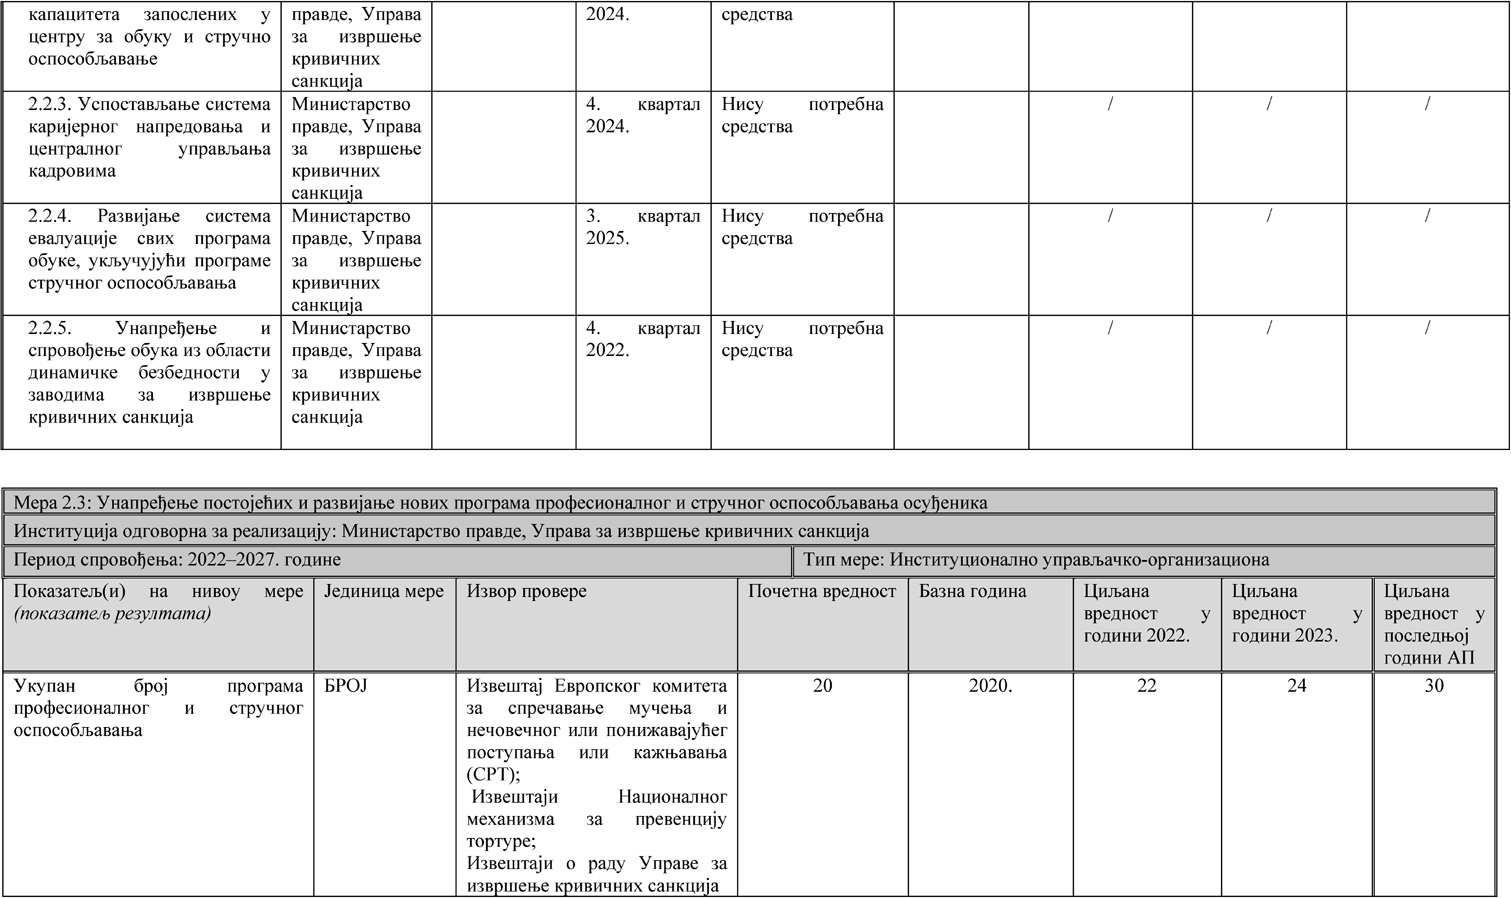 капацитета запослених у
центру за обуку и стручно
оспособљавање
правде, Управа
за извршење
кривичних
санкција
2024.
средства
2.2.3. Успостављање система
каријерног напредовања и
централног управљања
кадровима
Министарство
правде, Управа
за извршење
кривичних
санкција
4. квартал
2024.
Нису потребна
средства
/
/
/
2.2.4. Развијање система
евалуације свих програма
обуке, укључујући програме
стручног оспособљавања
Министарство
правде, Управа
за извршење
кривичних
санкција
3. квартал
2025.
Нису потребна
средства
/
/
/
2.2.5. Унапређење и
спровођење обука из области
динамичке безбедности у
заводима за извршење
кривичних санкција
Министарство
правде, Управа
за извршење
кривичних
санкција
4. квартал
2022.
Нису потребна
средства
/
/
/
Мера 2.3: Унапређење постојећих и развијање нових програма професионалног и стручног оспособљавања осуђеника
Институција одговорна за реализацију: Министарство правде, Управа за извршење кривичних санкција
Период спровођења: 2022–2027. године
Тип мере: Институционално управљачко-организациона
Показатељ(и) на нивоу мере
(показатељ резултата)
Јединица мере
Извор провере
Почетна вредност
Базна година
Циљана
вредност у
години 2022.
Циљана
вредност у
години 2023.
Циљана
вредност у
последњој
години АП
Укупан број програма
професионалног и стручног
оспособљавања
БРОЈ
Извештај Европског комитета
за спречавање мучења и
нечовечног или понижавајућег
поступања или кажњавања
(CPT);
Извештаји Националног
механизма за превенцију
тортуре;
Извештаји о раду Управе за
извршење кривичних санкција
20
2020.
22
24
30